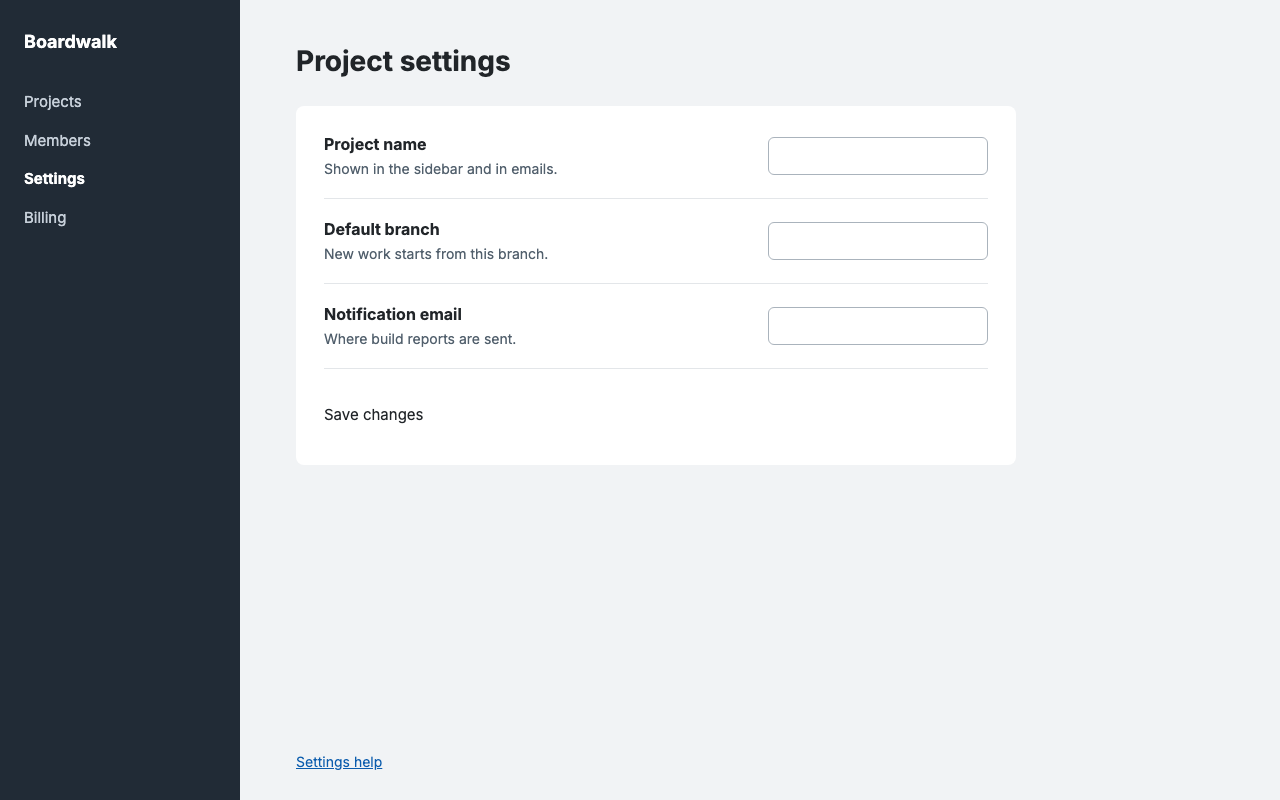 Boardwalk
Projects
Members
Settings
Billing
Project settings
Project name
Shown in the sidebar and in emails.
Default branch
New work starts from this branch.
Notification email
Where build reports are sent.
Save changes
Settings help